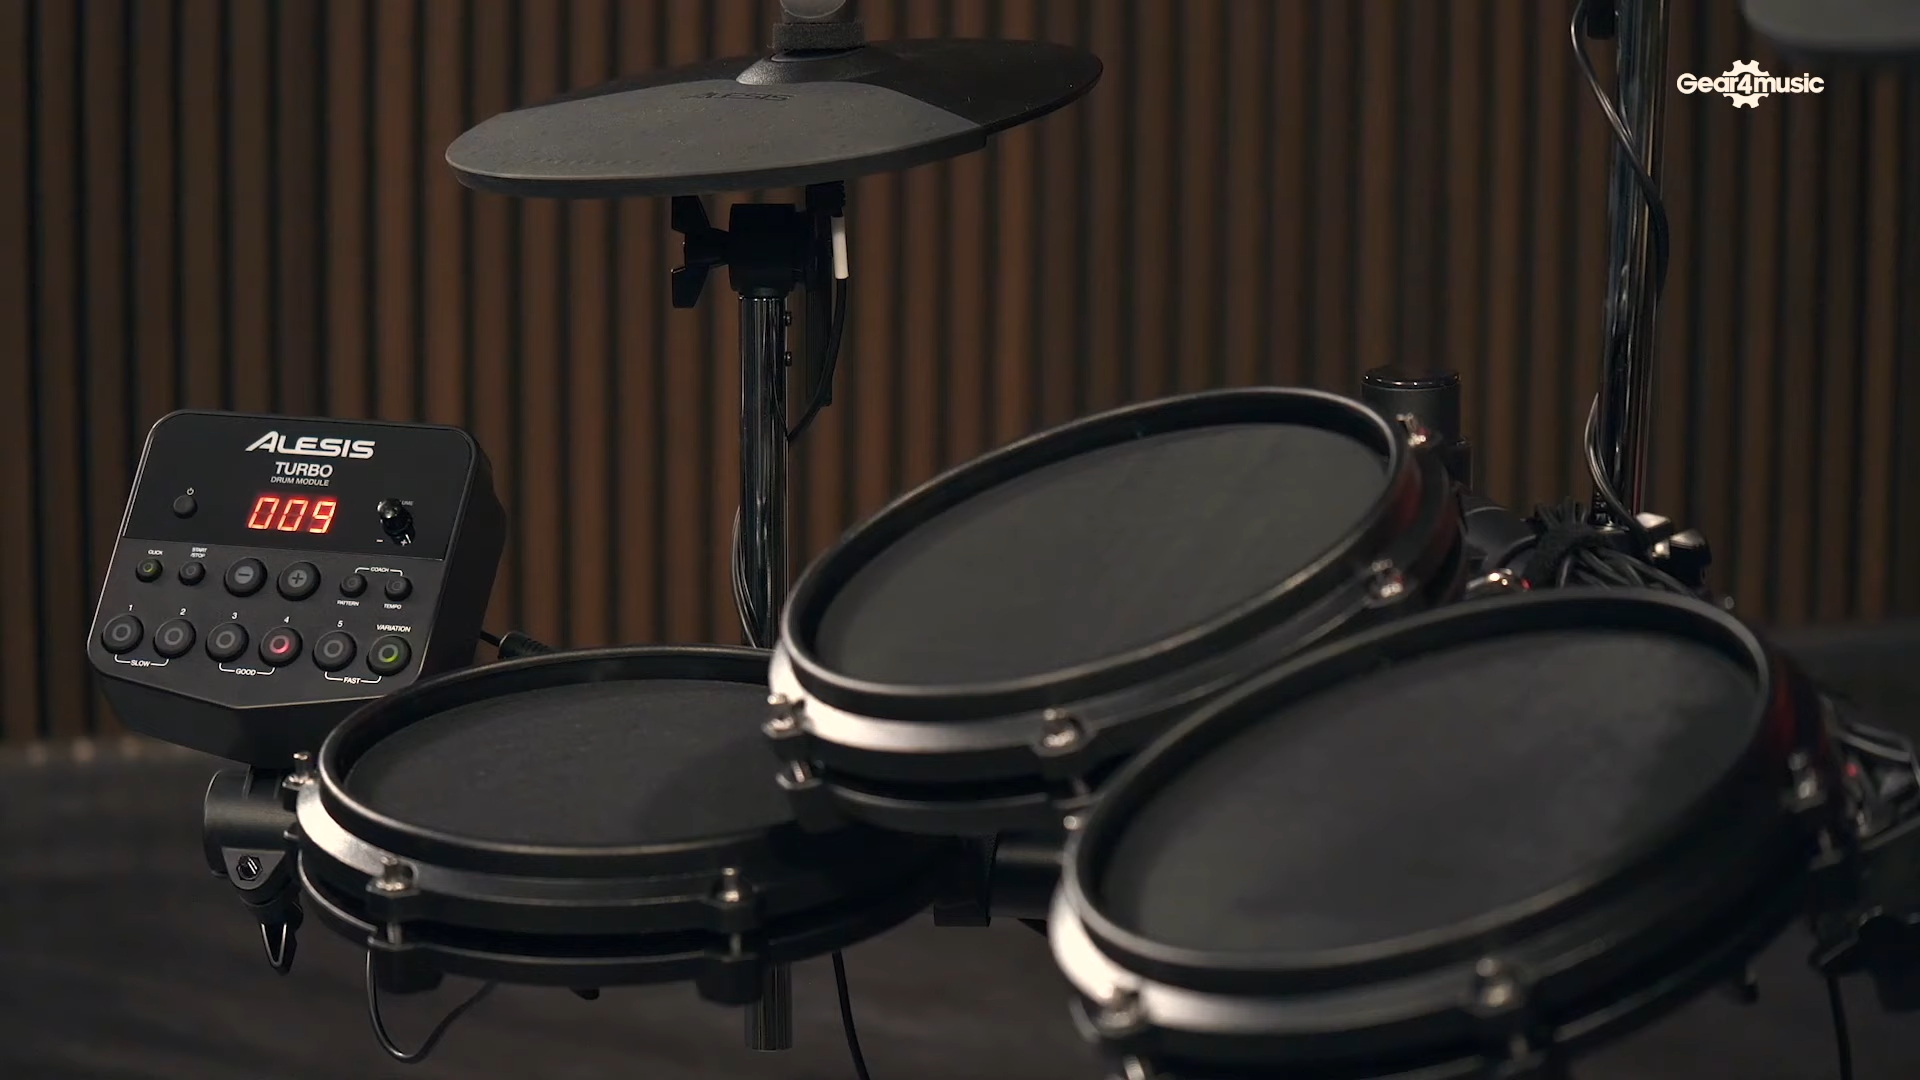 Gear4music
ALESIS
ALESIS
TURBO
DRUM MODULE
009
- +
CLICK
START
/STOP
- +
COACH
PATTERN
TEMPO
1 2 3 4 5 VARIATION
SLOW GOOD FAST